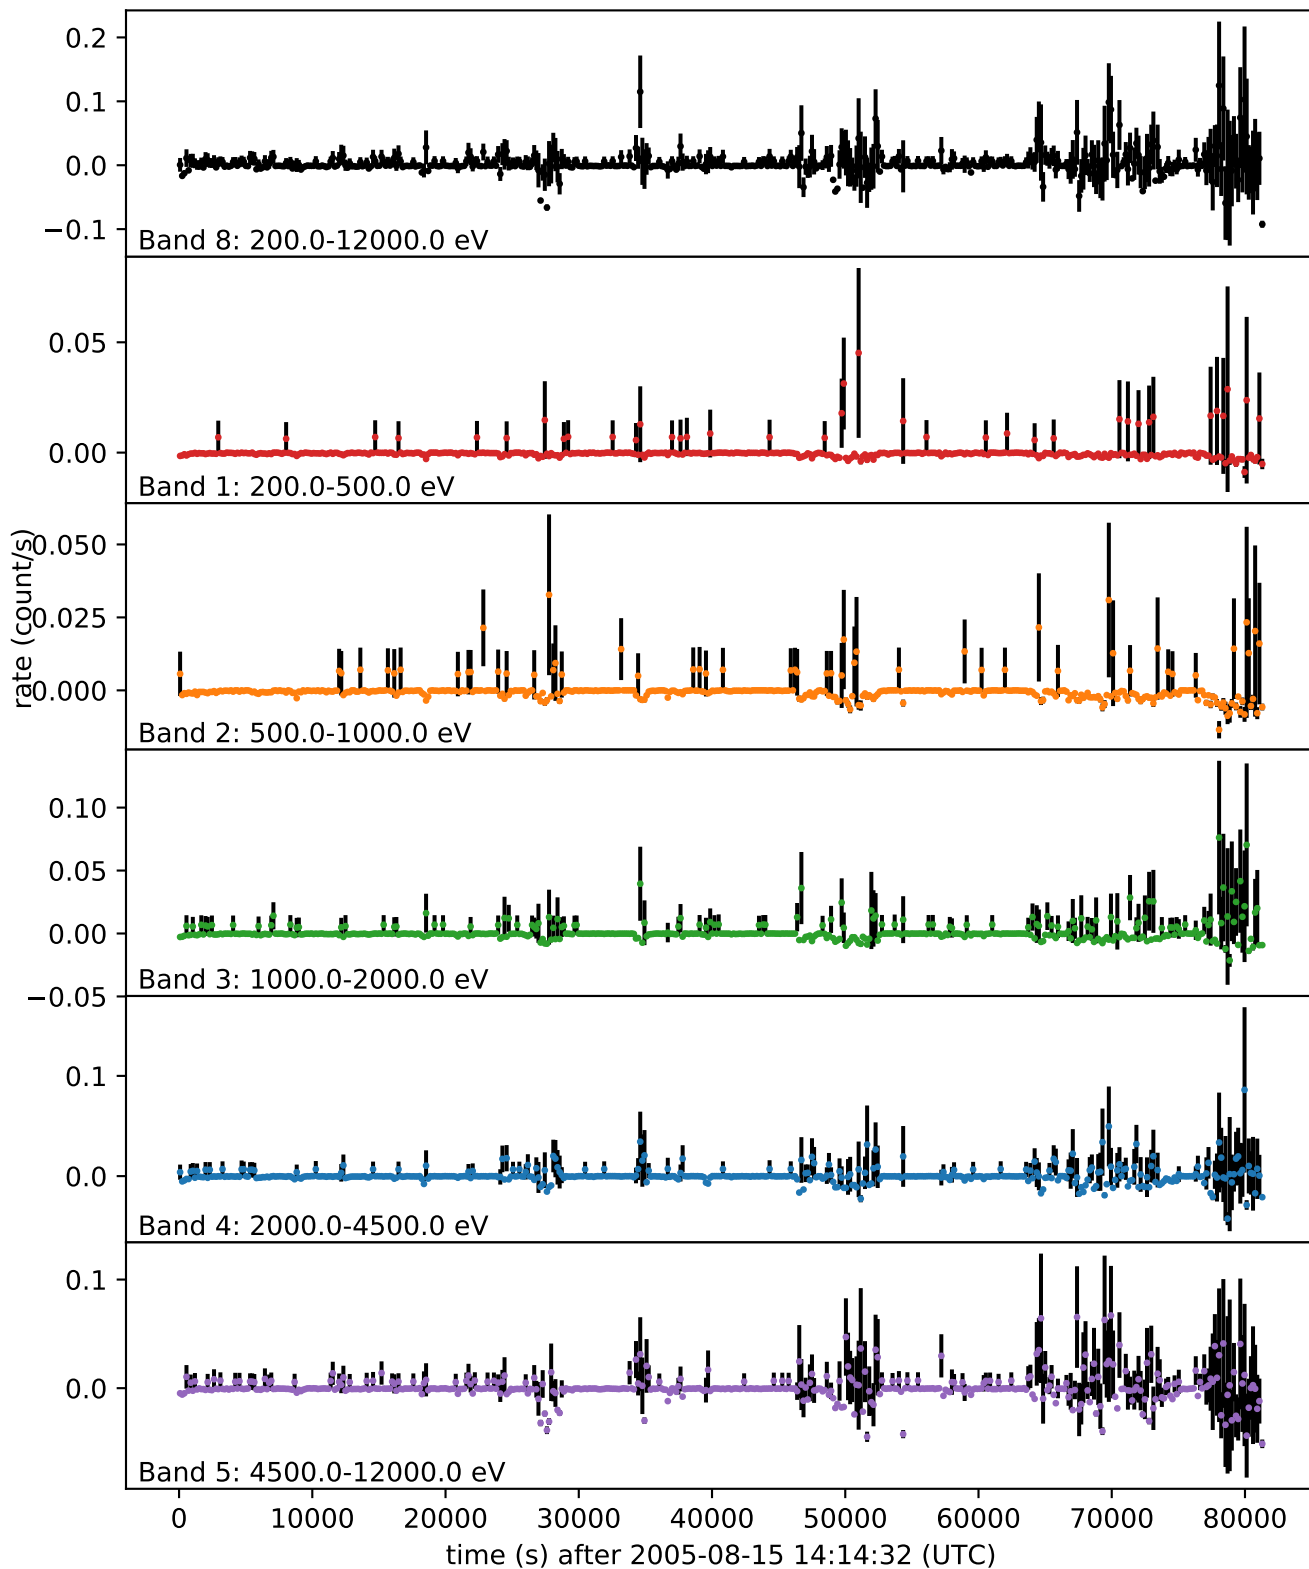 0.2
0.1
0.0
−0.1
Band 8: 200.0-12000.0 eV
0.05
0.00
Band 1: 200.0-500.0 eV
rate (count/s)
0.050
0.025
0.000
Band 2: 500.0-1000.0 eV
0.10
0.05
0.00
−0.05
Band 3: 1000.0-2000.0 eV
0.1
0.0
Band 4: 2000.0-4500.0 eV
0.1
0.0
Band 5: 4500.0-12000.0 eV
0 10000 20000 30000 40000 50000 60000 70000 80000
time (s) after 2005-08-15 14:14:32 (UTC)